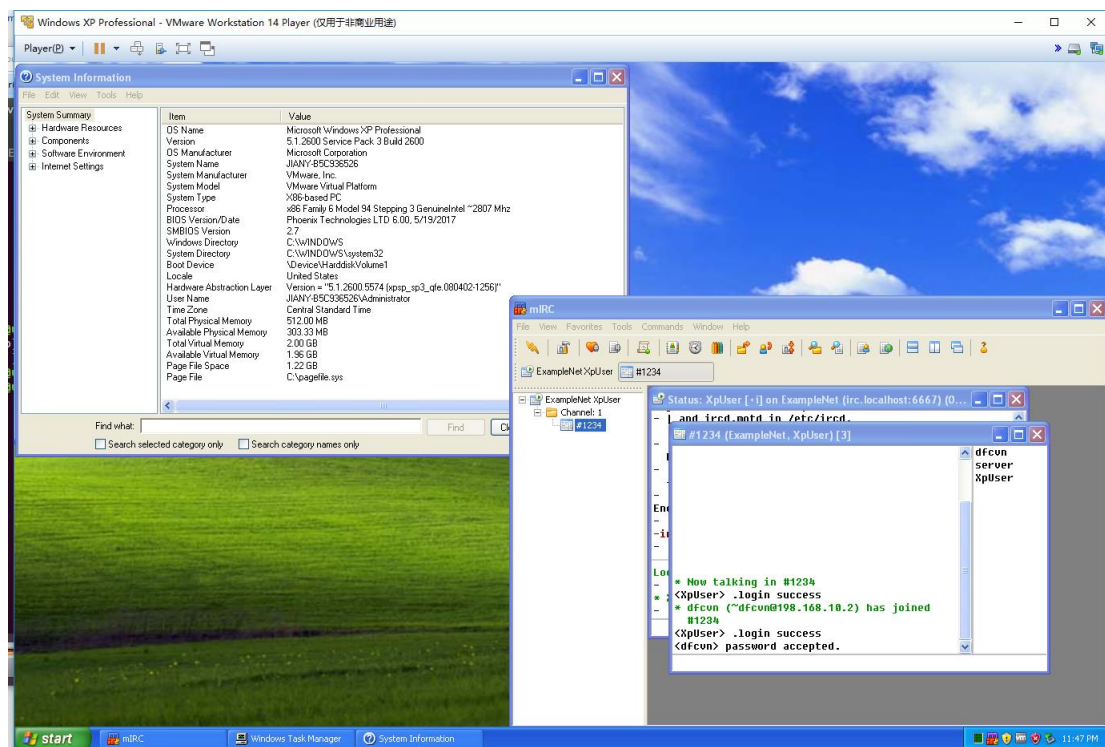 Windows XP Professional - VMware Workstation 14 Player (仅用于非商业用途)
Player(P)
System Information
File Edit View Tools Help
System Summary
Hardware Resources
Components
Software Environment
Internet Settings
Item Value
OS Name Microsoft Windows XP Professional
Version 5.1.2600 Service Pack 3 Build 2600
OS Manufacturer Microsoft Corporation
System Name JIANY-B5C936526
System Manufacturer VMware, Inc.
System Model VMware Virtual Platform
System Type X86-based PC
Processor x86 Family 6 Model 94 Stepping 3 GenuineIntel ~2807 Mhz
BIOS Version/Date Phoenix Technologies LTD 6.00, 5/19/2017
SMBIOS Version 2.7
Windows Directory C:\WINDOWS
System Directory C:\WINDOWS\system32
Boot Device \Device\HarddiskVolume1
Locale United States
Hardware Abstraction Layer Version = "5.1.2600.5574 (xpsp_sp3_qfe.080402-1256)"
User Name JIANY-B5C936526\Administrator
Time Zone Central Standard Time
Total Physical Memory 512.00 MB
Available Physical Memory 303.33 MB
Total Virtual Memory 2.00 GB
Available Virtual Memory 1.96 GB
Page File Space 1.22 GB
Page File C:\pagefile.sys
Find what: Find
Search selected category only Search category names only
mIRC
File View Favorites Tools Commands Window Help
ExampleNet XpUser #1234
ExampleNet XpUser
Channel: 1
#1234
Status: XpUser [+i] on ExampleNet (irc.localhost:6667) (0...
- | and ircd.motd in /etc/ircd.
#1234 (ExampleNet, XpUser) [3]
dfcvn
server
XpUser
* Now talking in #1234
<XpUser> .login success
* dfcvn (~dfcvn@198.168.10.2) has joined
#1234
<XpUser> .login success
<dfcvn> password accepted.
start mIRC Windows Task Manager System Information 11:47 PM